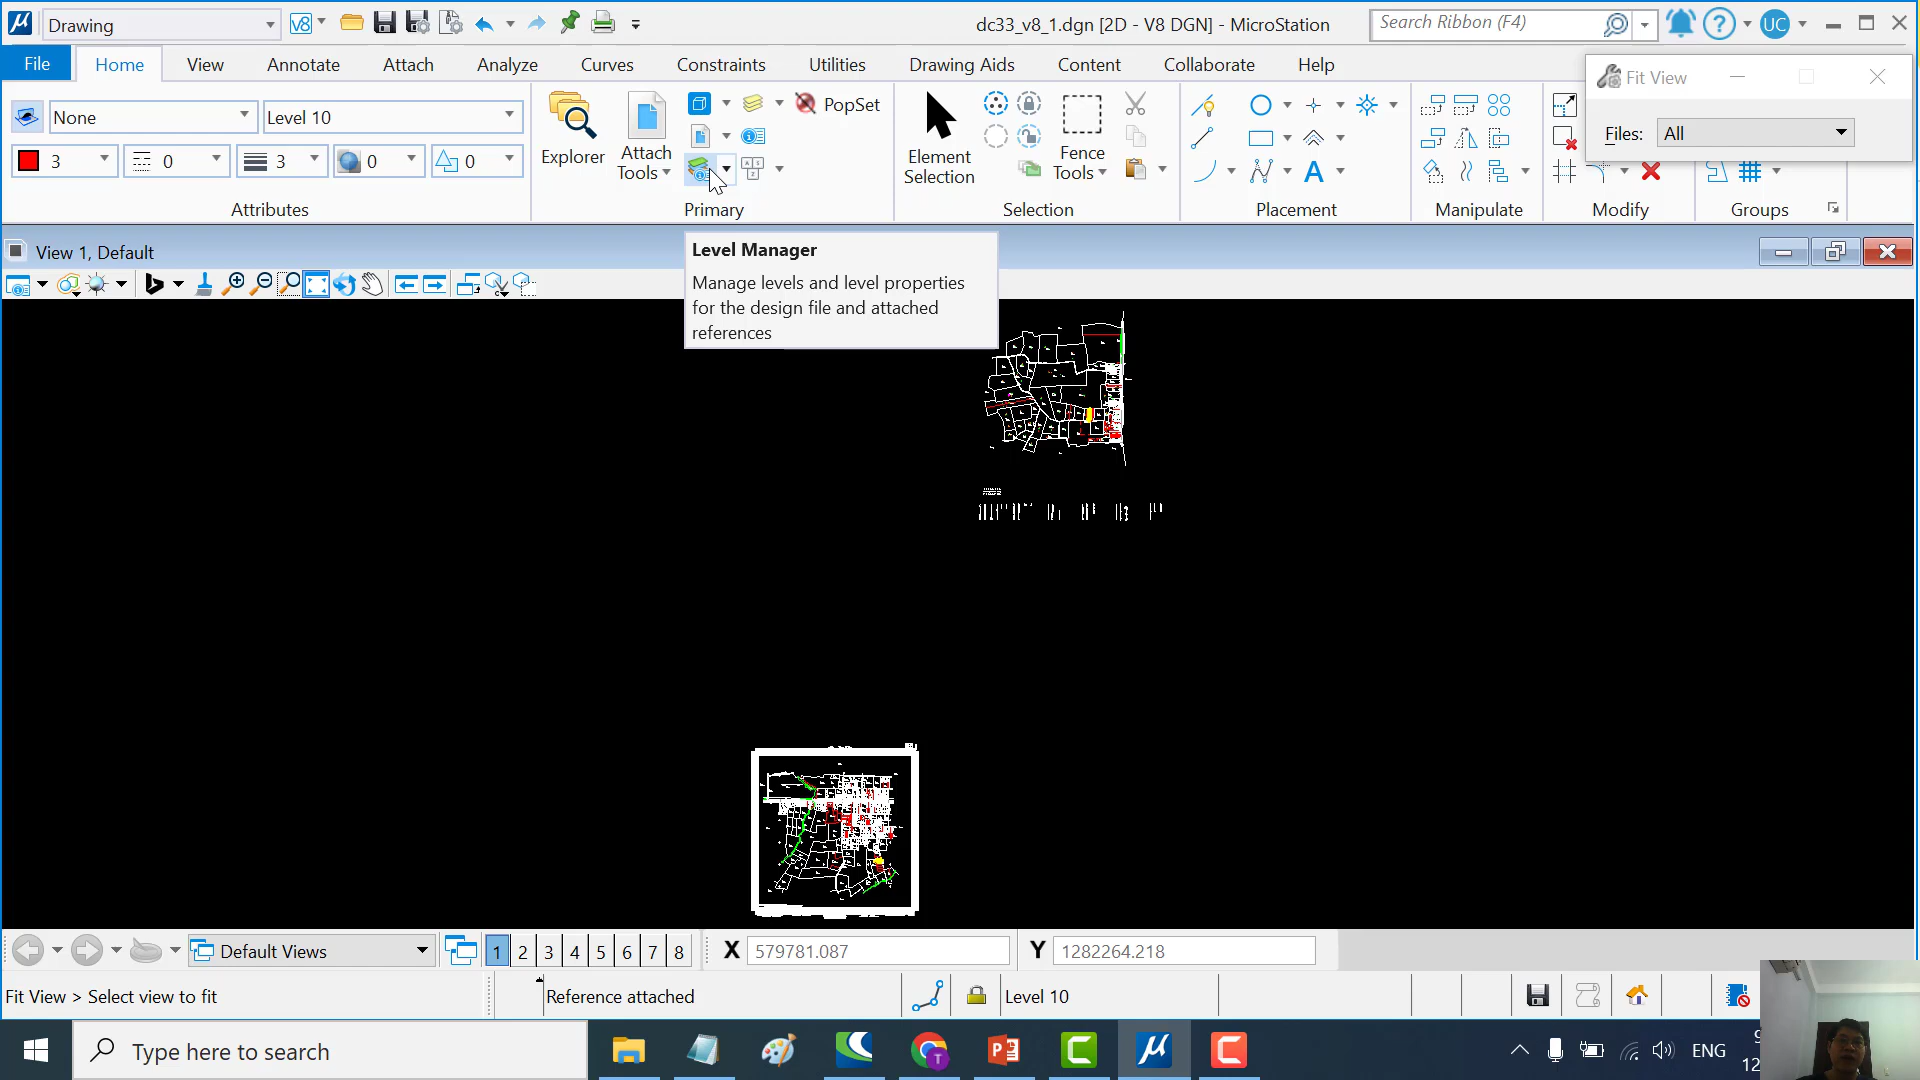 Drawing
V8
dc33_v8_1.dgn [2D - V8 DGN] - MicroStation
Search Ribbon (F4)
?
UC
File
Home
View
Annotate
Attach
Analyze
Curves
Constraints
Utilities
Drawing Aids
Content
Collaborate
Help
Fit View
Files: All
None
Level 10
3
0
3
0
0
Attributes
Explorer
Attach
Tools
PopSet
Primary
Element
Selection
Fence
Tools
Selection
Placement
Manipulate
Modify
Groups
View 1, Default
Level Manager
Manage levels and level properties
for the design file and attached
references
Default Views
1 2 3 4 5 6 7 8
X 579781.087
Y 1282264.218
Fit View > Select view to fit
Reference attached
Level 10
Type here to search
ENG